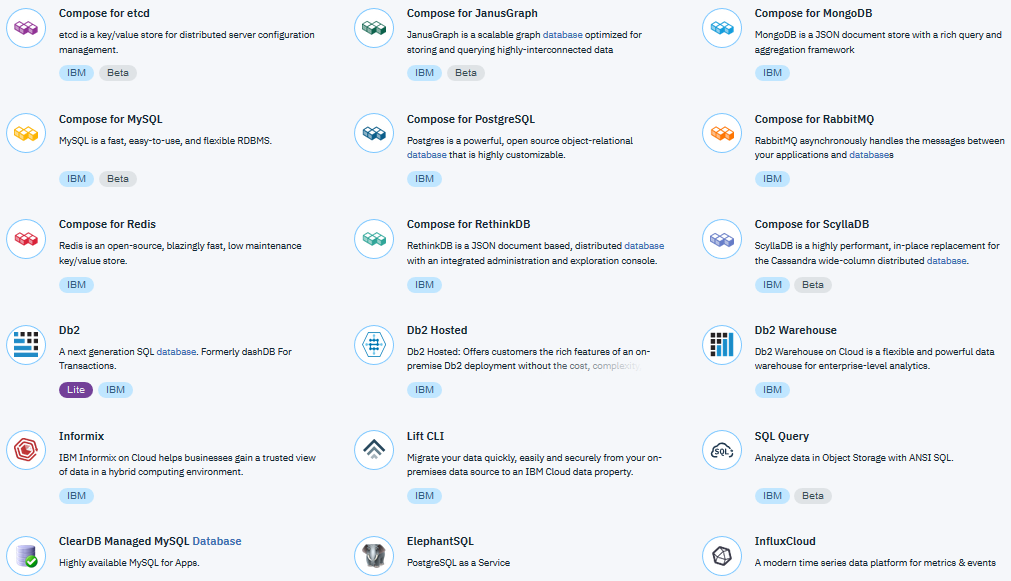 Compose for etcd
etcd is a key/value store for distributed server configuration
management.
IBM Beta
Compose for JanusGraph
JanusGraph is a scalable graph database optimized for
storing and querying highly-interconnected data
IBM Beta
Compose for MongoDB
MongoDB is a JSON document store with a rich query and
aggregation framework
IBM
Compose for MySQL
MySQL is a fast, easy-to-use, and flexible RDBMS.
IBM Beta
Compose for PostgreSQL
Postgres is a powerful, open source object-relational
database that is highly customizable.
IBM
Compose for RabbitMQ
RabbitMQ asynchronously handles the messages between
your applications and databases
IBM
Compose for Redis
Redis is an open-source, blazingly fast, low maintenance
key/value store.
IBM
Compose for RethinkDB
RethinkDB is a JSON document based, distributed database
with an integrated administration and exploration console.
IBM
Compose for ScyllaDB
ScyllaDB is a highly performant, in-place replacement for
the Cassandra wide-column distributed database.
IBM Beta
Db2
A next generation SQL database. Formerly dashDB For
Transactions.
Lite IBM
Db2 Hosted
Db2 Hosted: Offers customers the rich features of an on-
premise Db2 deployment without the cost, complexity,
IBM
Db2 Warehouse
Db2 Warehouse on Cloud is a flexible and powerful data
warehouse for enterprise-level analytics.
IBM
Informix
IBM Informix on Cloud helps businesses gain a trusted view
of data in a hybrid computing environment.
IBM
Lift CLI
Migrate your data quickly, easily and securely from your on-
premises data source to an IBM Cloud data property.
IBM
SQL
SQL Query
Analyze data in Object Storage with ANSI SQL.
IBM Beta
ClearDB Managed MySQL Database
Highly available MySQL for Apps.
ElephantSQL
PostgreSQL as a Service
InfluxCloud
A modern time series data platform for metrics & events